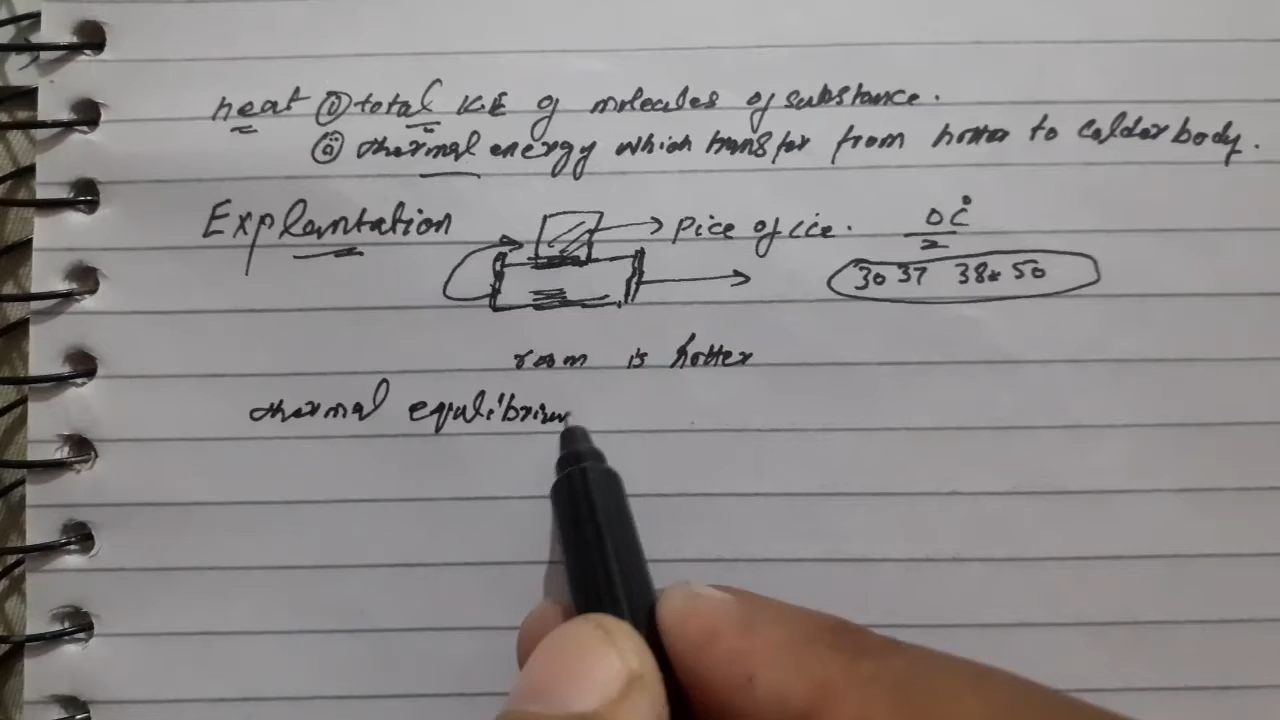 heat ① total K.E of molecules of substance.
② thermal energy which transfer from hotter to colder body.
Explantation
Pice of ice. 0°C
2
30 37 38 50
room is hotter
thermal equlibrium